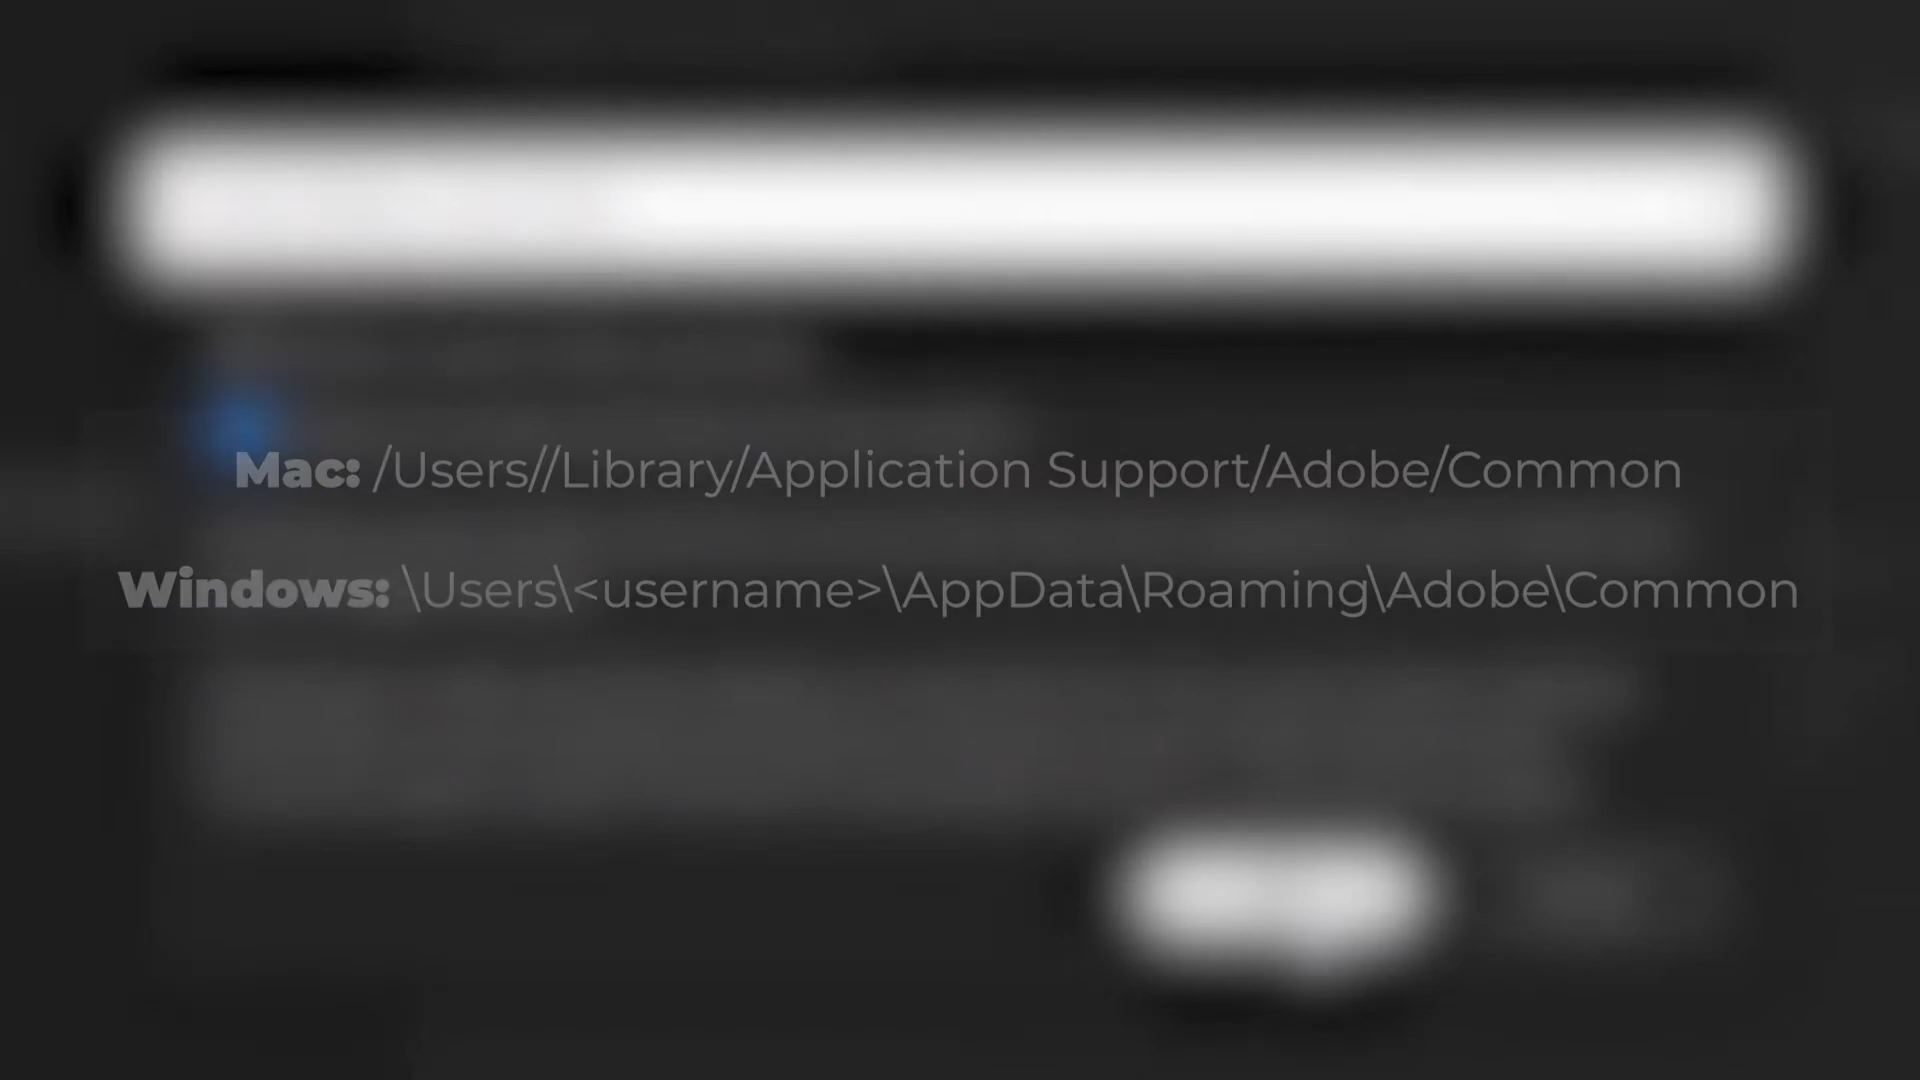 Mac: /Users//Library/Application Support/Adobe/Common
Windows: \Users\<username>\AppData\Roaming\Adobe\Common